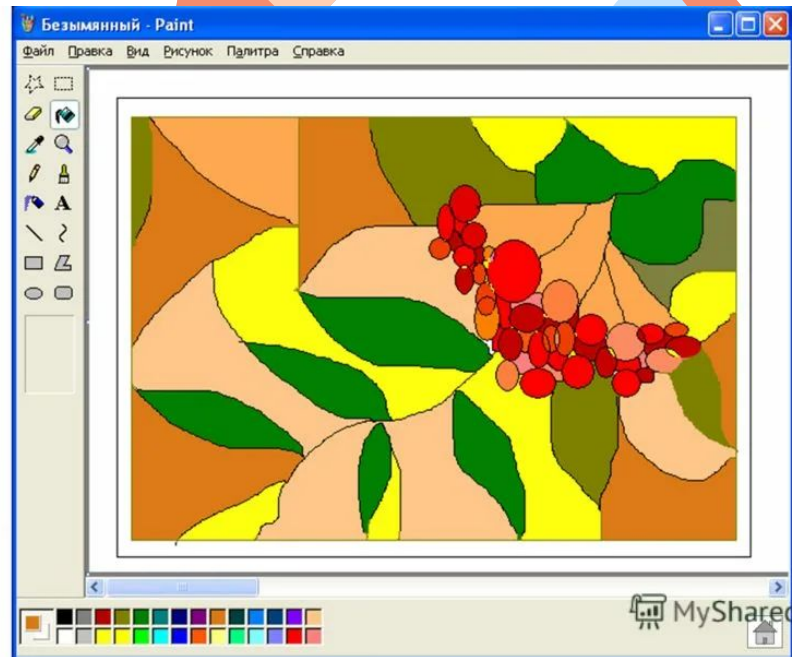 Безымянный - Paint
Файл Правка Вид Рисунок Палитра Справка
A
MyShared